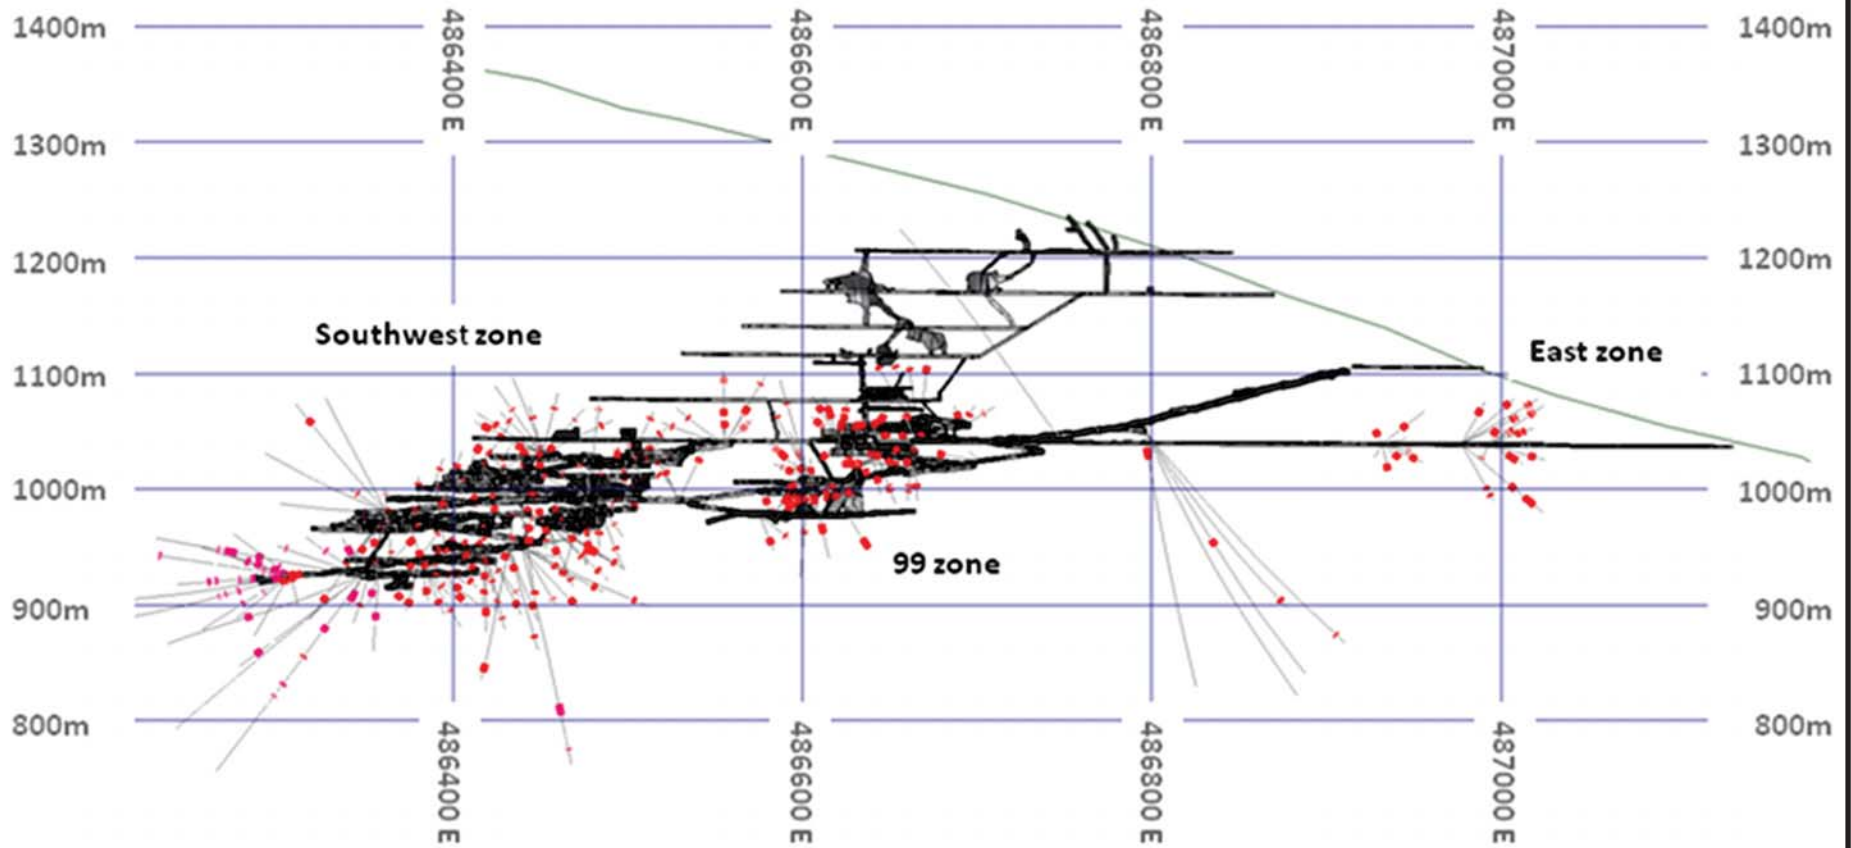 1400m 486400 E 486600 E 486800 E 487000 E 1400m
1300m 1300m
1200m 1200m
Southwest zone East zone
1100m 1100m
1000m 1000m
99 zone
900m 900m
800m 800m
486400 E 486600 E 486800 E 487000 E